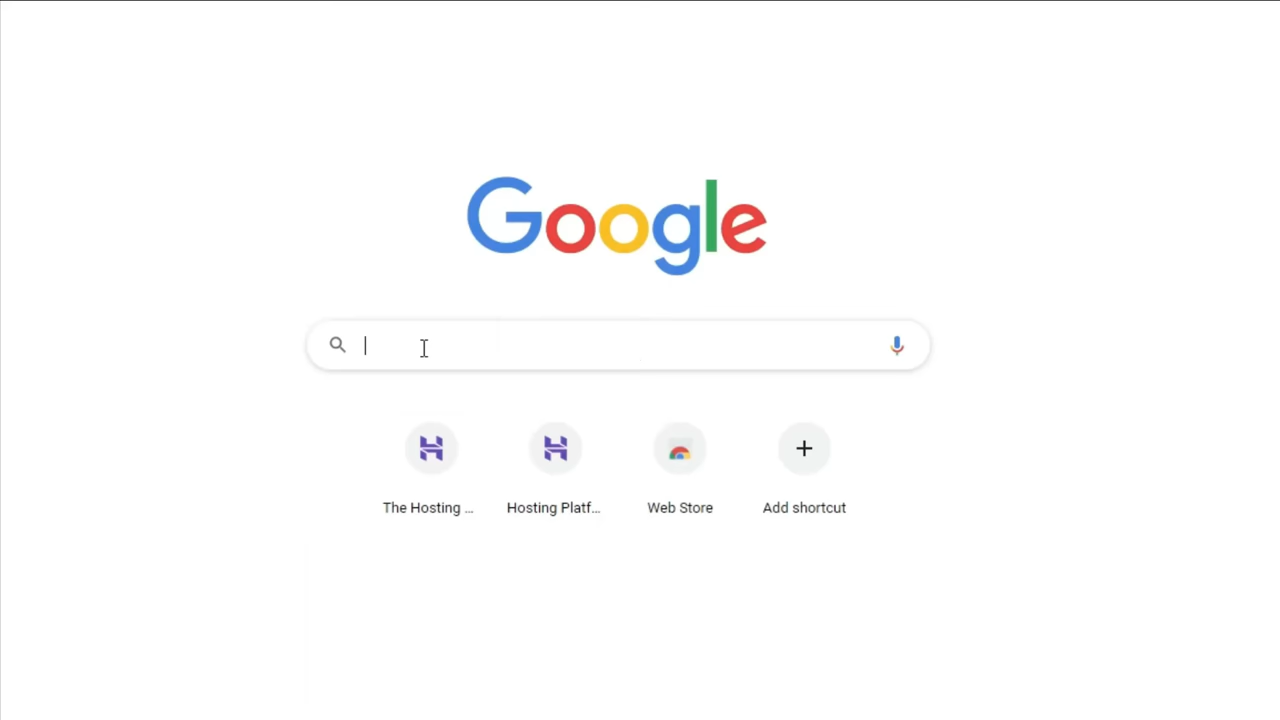 Google
The Hosting ...
Hosting Platf...
Web Store
Add shortcut